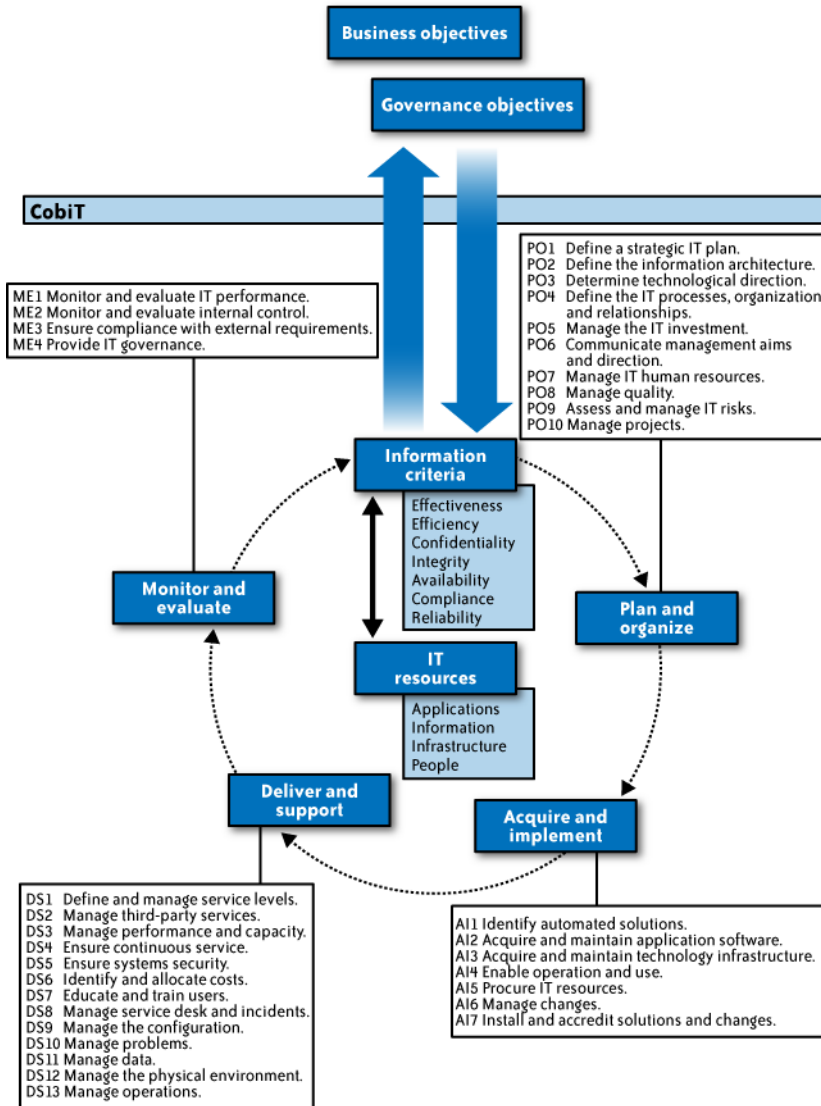 Business objectives
Governance objectives
CobiT
ME1 Monitor and evaluate IT performance.
ME2 Monitor and evaluate internal control.
ME3 Ensure compliance with external requirements.
ME4 Provide IT governance.
PO1 Define a strategic IT plan.
PO2 Define the information architecture.
PO3 Determine technological direction.
PO4 Define the IT processes, organization
and relationships.
PO5 Manage the IT investment.
PO6 Communicate management aims
and direction.
PO7 Manage IT human resources.
PO8 Manage quality.
PO9 Assess and manage IT risks.
PO10 Manage projects.
Information
criteria
Effectiveness
Efficiency
Confidentiality
Integrity
Availability
Compliance
Reliability
Monitor and
evaluate
Plan and
organize
IT
resources
Applications
Information
Infrastructure
People
Deliver and
support
Acquire and
implement
DS1 Define and manage service levels.
DS2 Manage third-party services.
DS3 Manage performance and capacity.
DS4 Ensure continuous service.
DS5 Ensure systems security.
DS6 Identify and allocate costs.
DS7 Educate and train users.
DS8 Manage service desk and incidents.
DS9 Manage the configuration.
DS10 Manage problems.
DS11 Manage data.
DS12 Manage the physical environment.
DS13 Manage operations.
AI1 Identify automated solutions.
AI2 Acquire and maintain application software.
AI3 Acquire and maintain technology infrastructure.
AI4 Enable operation and use.
AI5 Procure IT resources.
AI6 Manage changes.
AI7 Install and accredit solutions and changes.